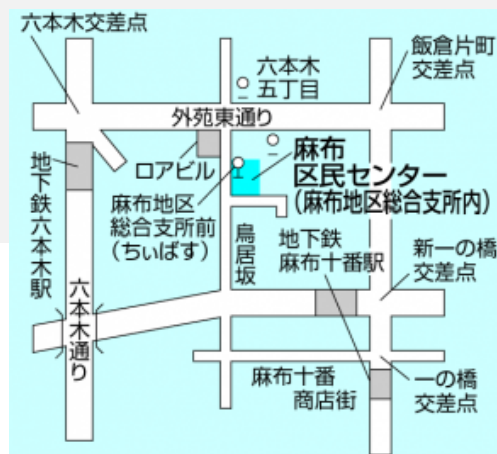 六本木交差点
飯倉片町
交差点
六本木
五丁目
外苑東通り
ロアビル
麻布
区民センター
(麻布地区総合支所内)
麻布地区
総合支所前
(ちぃばす)
地下鉄六本木駅
鳥居坂
地下鉄
麻布十番駅
新一の橋
交差点
六本木通り
麻布十番
商店街
一の橋
交差点